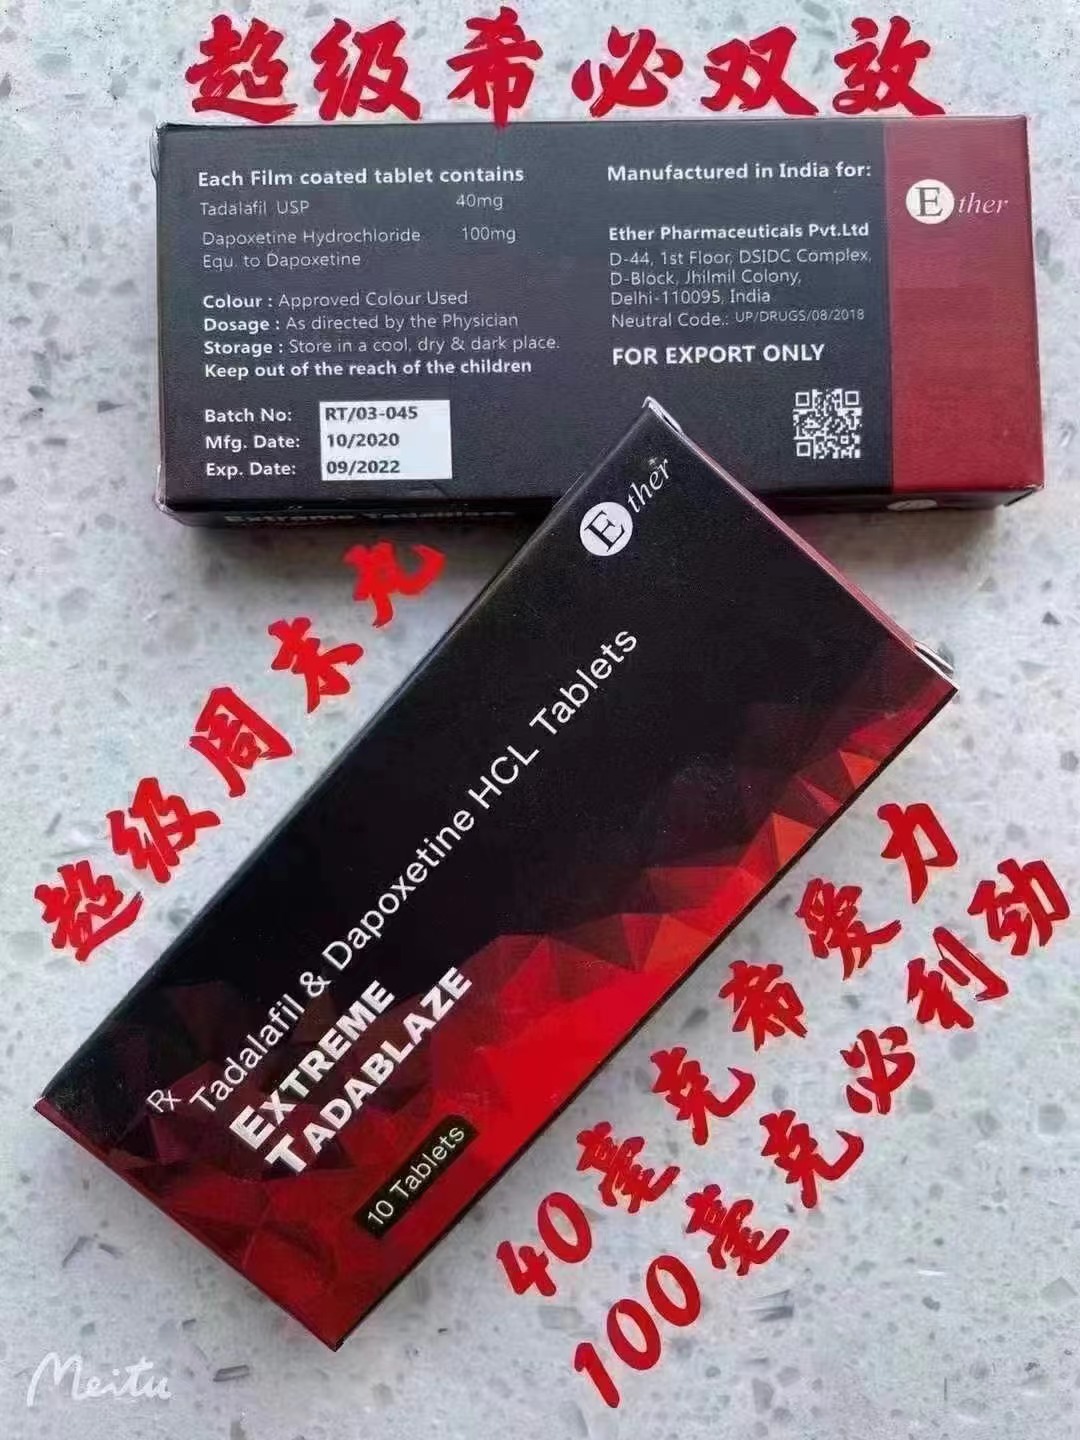 超级希必双效
Each Film coated tablet contains
Tadalafil USP 40mg
Dapoxetine Hydrochloride 100mg
Equ. to Dapoxetine
Colour : Approved Colour Used
Dosage : As directed by the Physician
Storage : Store in a cool, dry & dark place.
Keep out of the reach of the children
Batch No: RT/03-045
Mfg. Date: 10/2020
Exp. Date: 09/2022
Manufactured in India for:
Ether Pharmaceuticals Pvt.Ltd
D-44, 1st Floor, DSIDC Complex,
D-Block, Jhilmil Colony,
Delhi-110095, India
Neutral Code.: UP/DRUGS/08/2018
FOR EXPORT ONLY
Ether
Extreme Tadablaze
超级周末丸
Ether
Rx
Tadalafil & Dapoxetine HCL Tablets
EXTREME
TADABLAZE
10 Tablets
40毫克希爱力
100毫克必利劲
Meitu